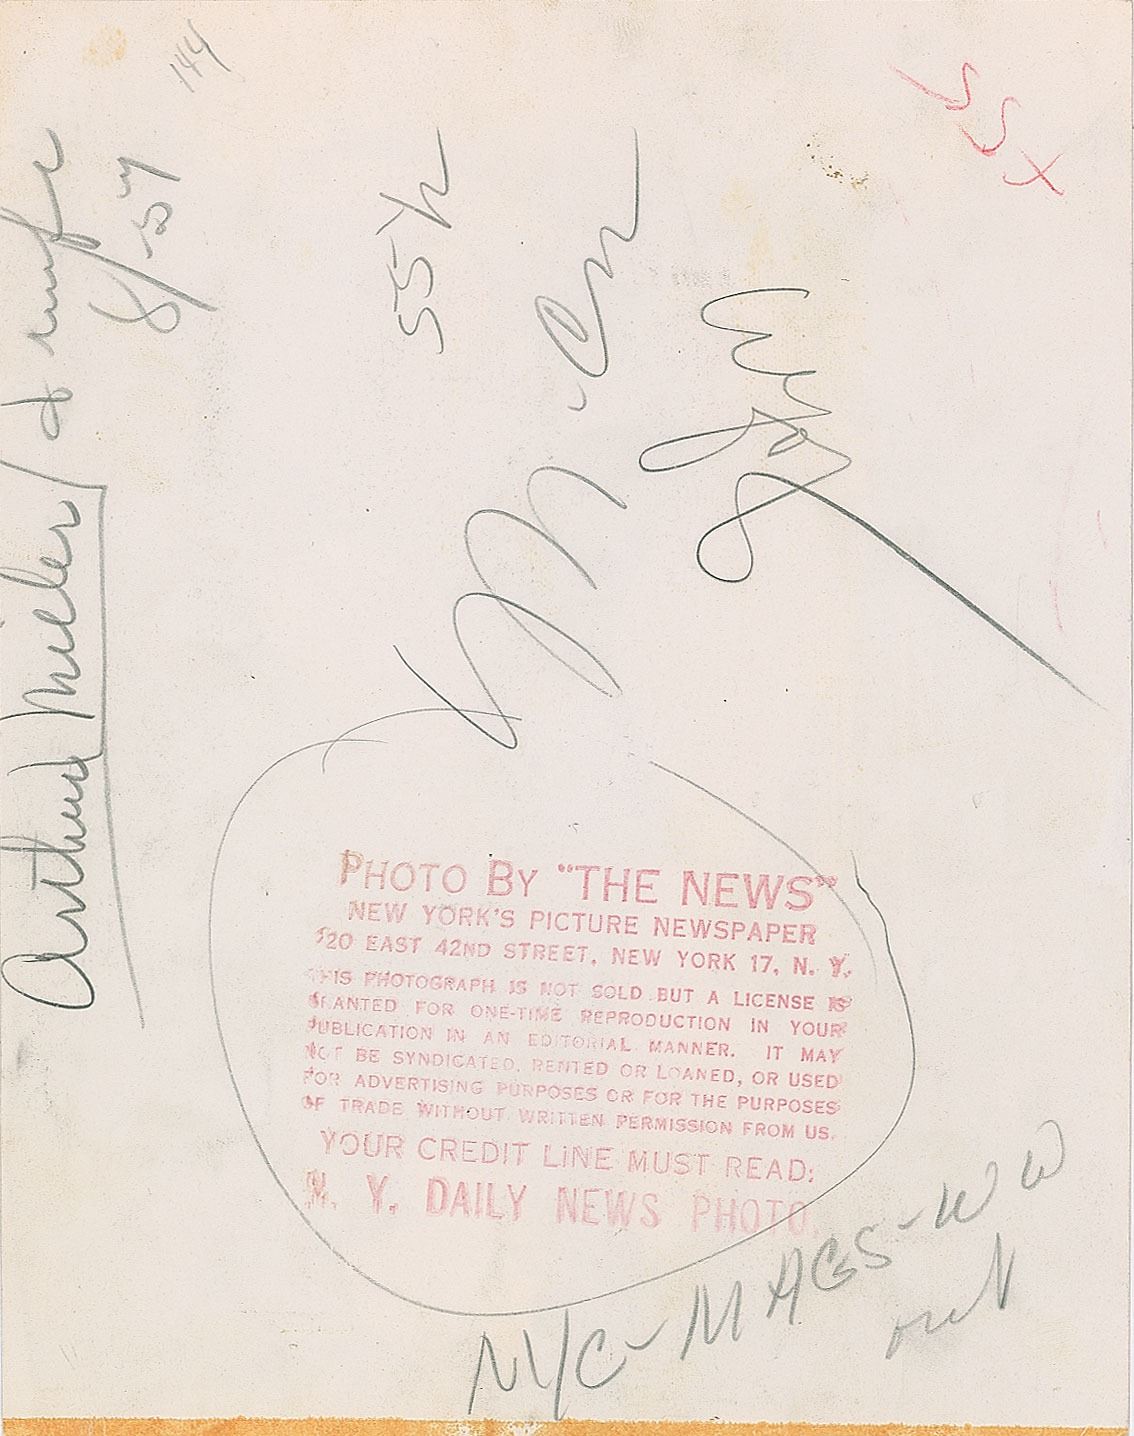 144
Arthur Miller / & wife
8/57
55X
PHOTO BY "THE NEWS"
NEW YORK'S PICTURE NEWSPAPER
220 EAST 42ND STREET, NEW YORK 17, N. Y.
THIS PHOTOGRAPH IS NOT SOLD BUT A LICENSE IS
GRANTED FOR ONE-TIME REPRODUCTION IN YOUR
PUBLICATION IN AN EDITORIAL MANNER. IT MAY
NOT BE SYNDICATED, RENTED OR LOANED, OR USED
FOR ADVERTISING PURPOSES OR FOR THE PURPOSES
OF TRADE WITHOUT WRITTEN PERMISSION FROM US.
YOUR CREDIT LINE MUST READ:
N. Y. DAILY NEWS PHOTO.
N/C-MAGS-WW
out